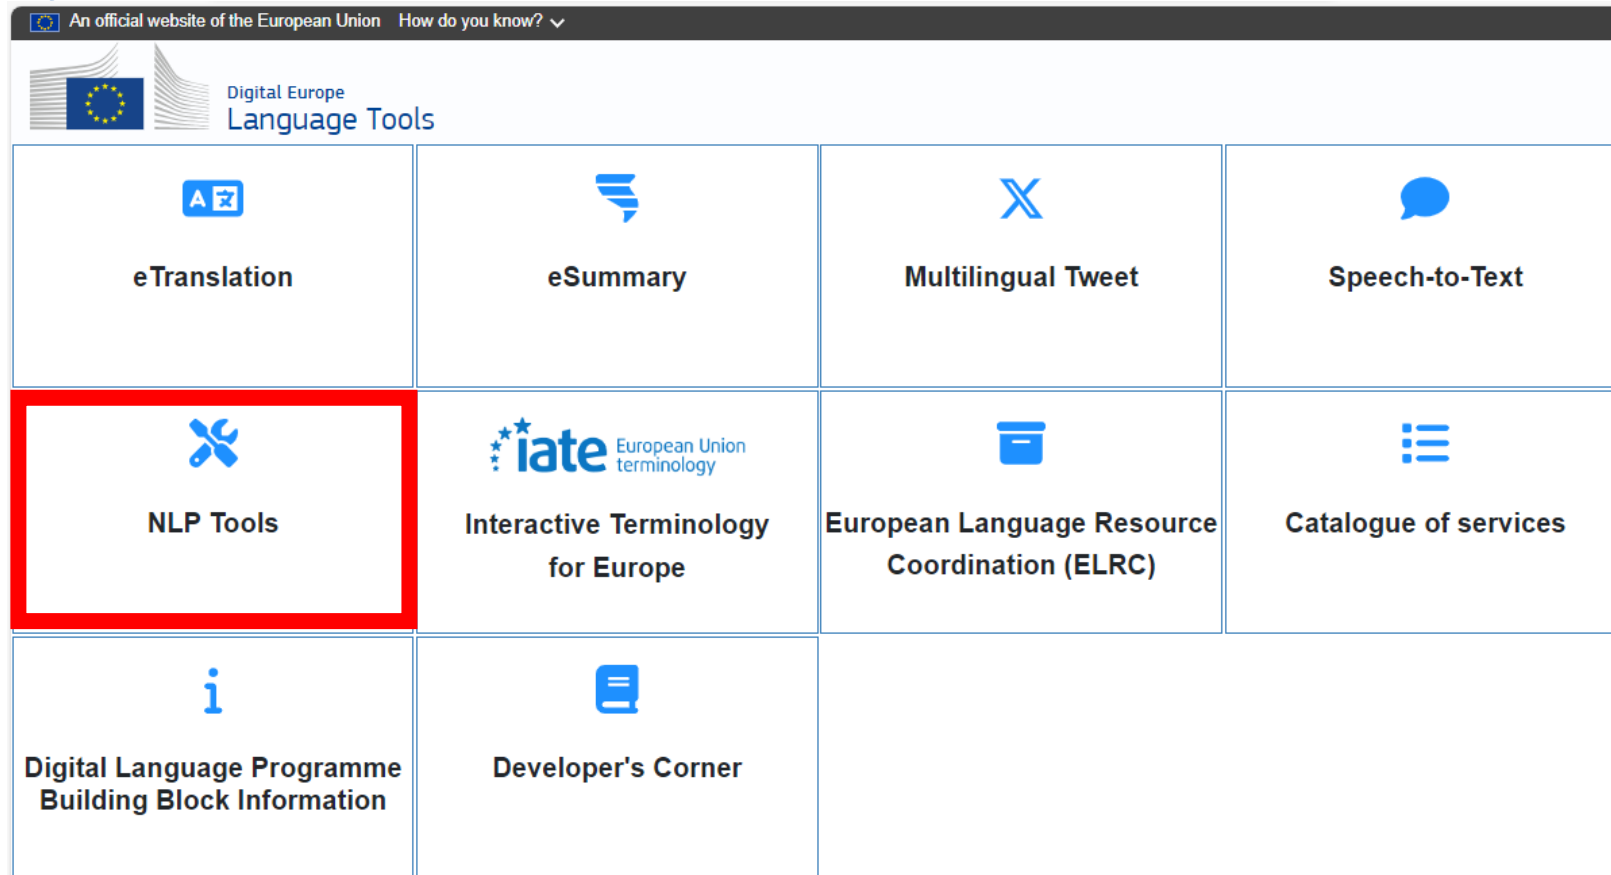 An official website of the European Union How do you know?
Digital Europe
Language Tools
A
eTranslation
eSummary
Multilingual Tweet
Speech-to-Text
NLP Tools
iate European Union
terminology
Interactive Terminology
for Europe
European Language Resource
Coordination (ELRC)
Catalogue of services
Digital Language Programme
Building Block Information
Developer's Corner